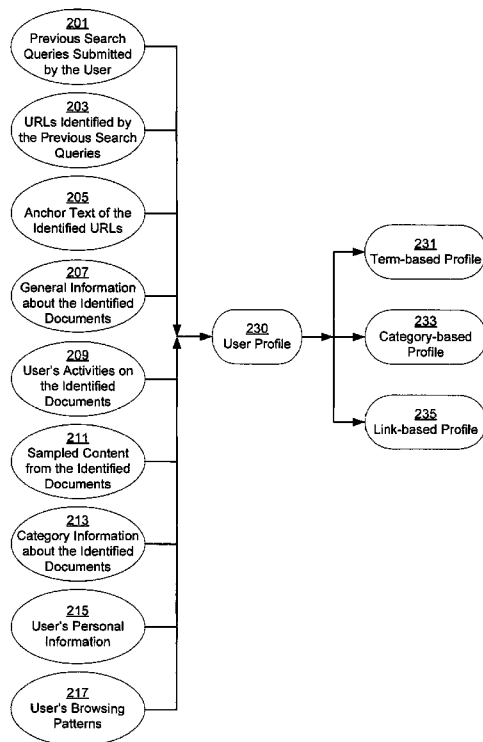 201
Previous Search
Queries Submitted
by the User
203
URLs Identified by
the Previous Search
Queries
205
Anchor Text of the
Identified URLs
207
General Information
about the Identified
Documents
209
User's Activities on
the Identified
Documents
211
Sampled Content
from the Identified
Documents
213
Category Information
about the Identified
Documents
215
User's Personal
Information
217
User's Browsing
Patterns
230
User Profile
231
Term-based Profile
233
Category-based
Profile
235
Link-based Profile